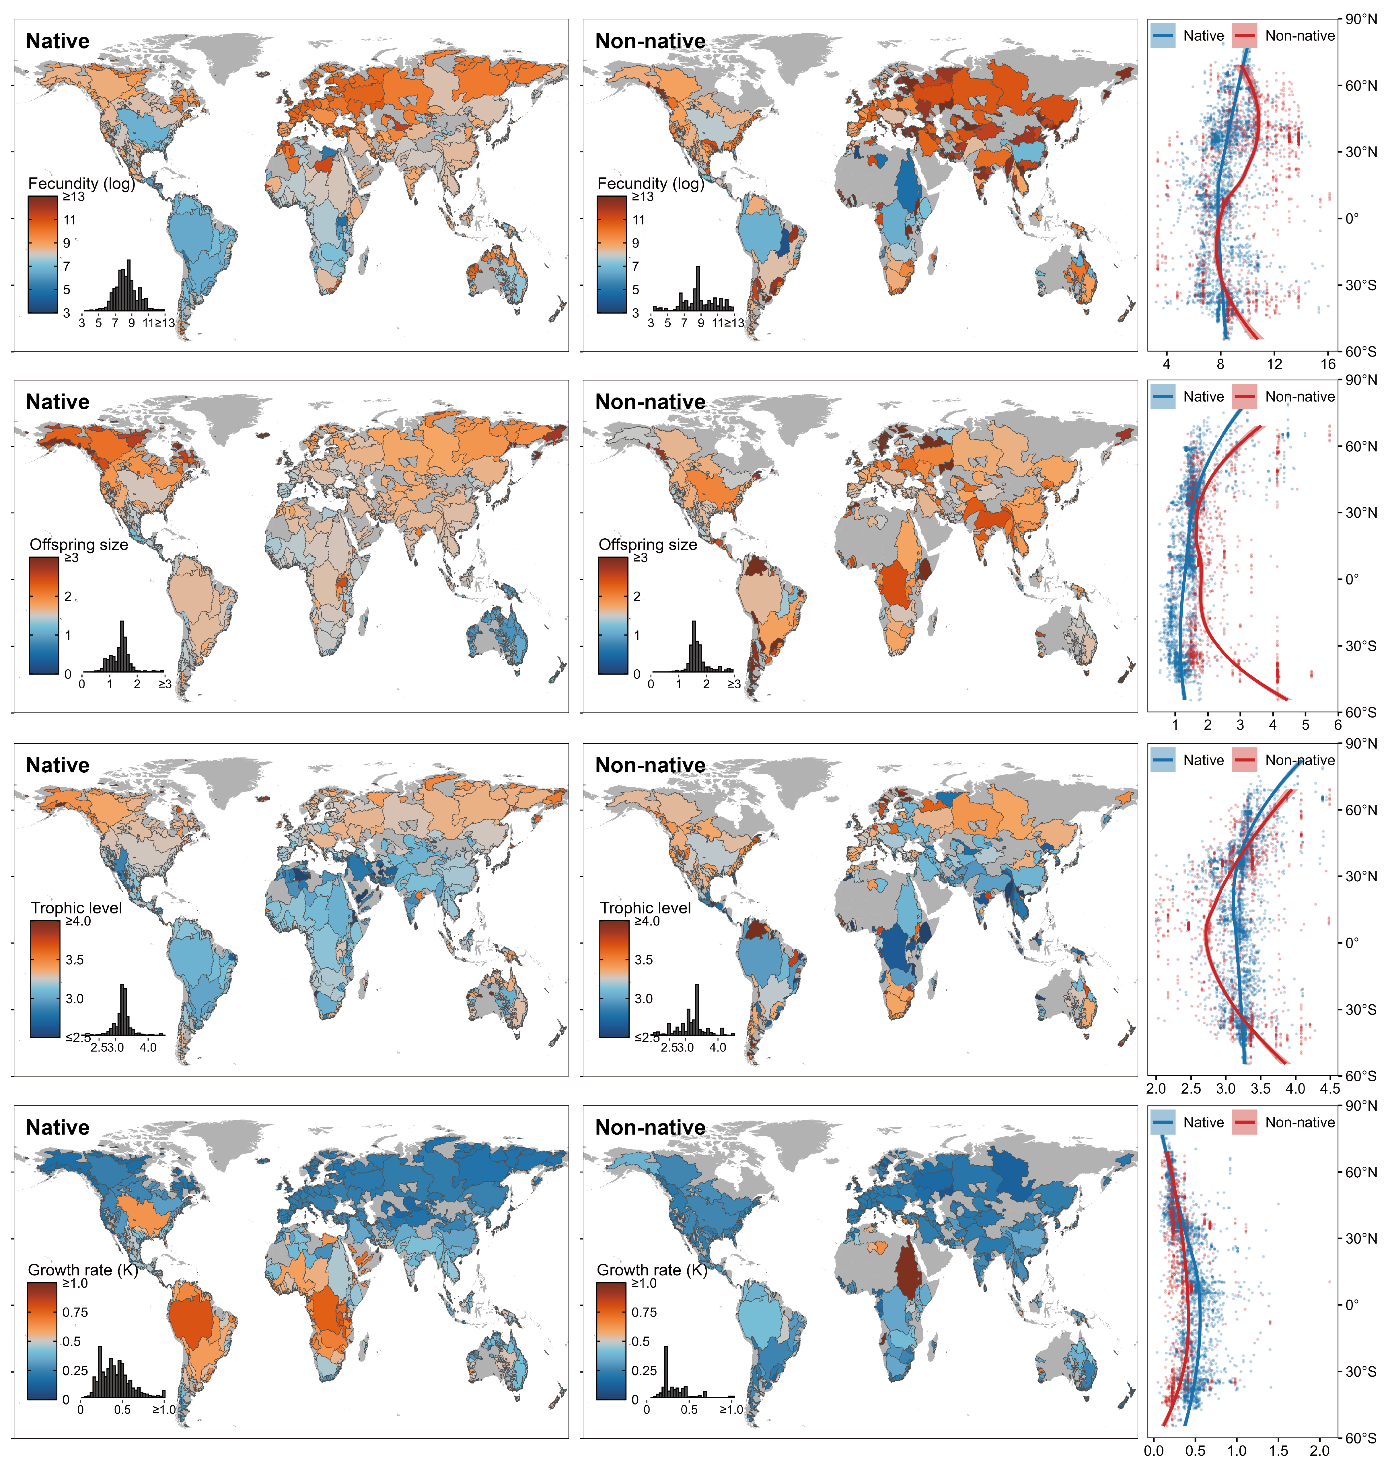 Native
Fecundity (log)
≥13
11
9
7
5
3
3 5 7 9 11≥13
Non-native
Fecundity (log)
≥13
11
9
7
5
3
3 5 7 9 11≥13
Native Non-native
90°N
60°N
30°N
0°
30°S
60°S
4 8 12 16
Native
Offspring size
≥3
2
1
0
0 1 2 ≥3
Non-native
Offspring size
≥3
2
1
0
0 1 2 ≥3
Native Non-native
90°N
60°N
30°N
0°
30°S
60°S
1 2 3 4 5 6
Native
Trophic level
≥4.0
3.5
3.0
≤2.5
2.53.0 4.0
Non-native
Trophic level
≥4.0
3.5
3.0
≤2.5
2.53.0 4.0
Native Non-native
90°N
60°N
30°N
0°
30°S
60°S
2.0 2.5 3.0 3.5 4.0 4.5
Native
Growth rate (K)
≥1.0
0.75
0.5
0.25
0
0 0.5 ≥1.0
Non-native
Growth rate (K)
≥1.0
0.75
0.5
0.25
0
0 0.5 ≥1.0
Native Non-native
90°N
60°N
30°N
0°
30°S
60°S
0.0 0.5 1.0 1.5 2.0